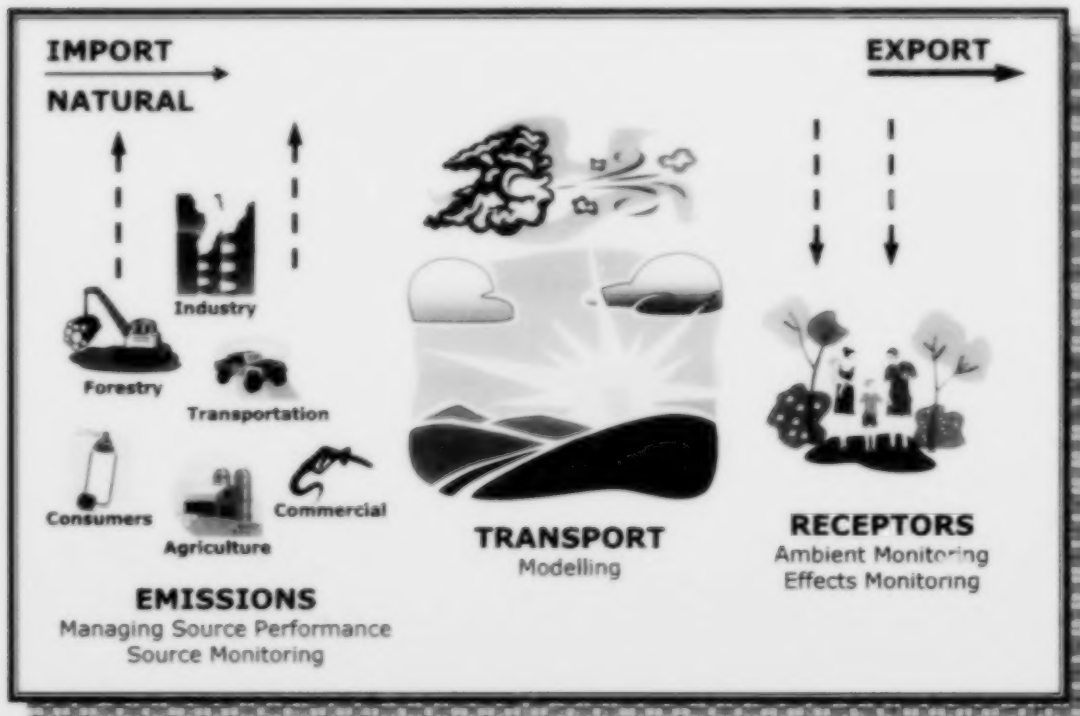 IMPORT
NATURAL
EXPORT
Industry
Forestry
Transportation
Consumers
Agriculture
Commercial
EMISSIONS
Managing Source Performance
Source Monitoring
TRANSPORT
Modelling
RECEPTORS
Ambient Monitoring
Effects Monitoring